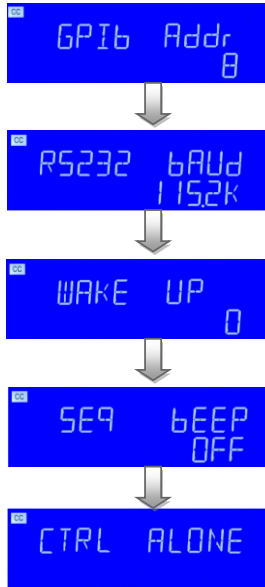 CC
GPIb Addr
8
CC
RS232 bAUd
115.2K
CC
WAKE UP
0
CC
SEq bEEP
OFF
CC
CTRL ALONE